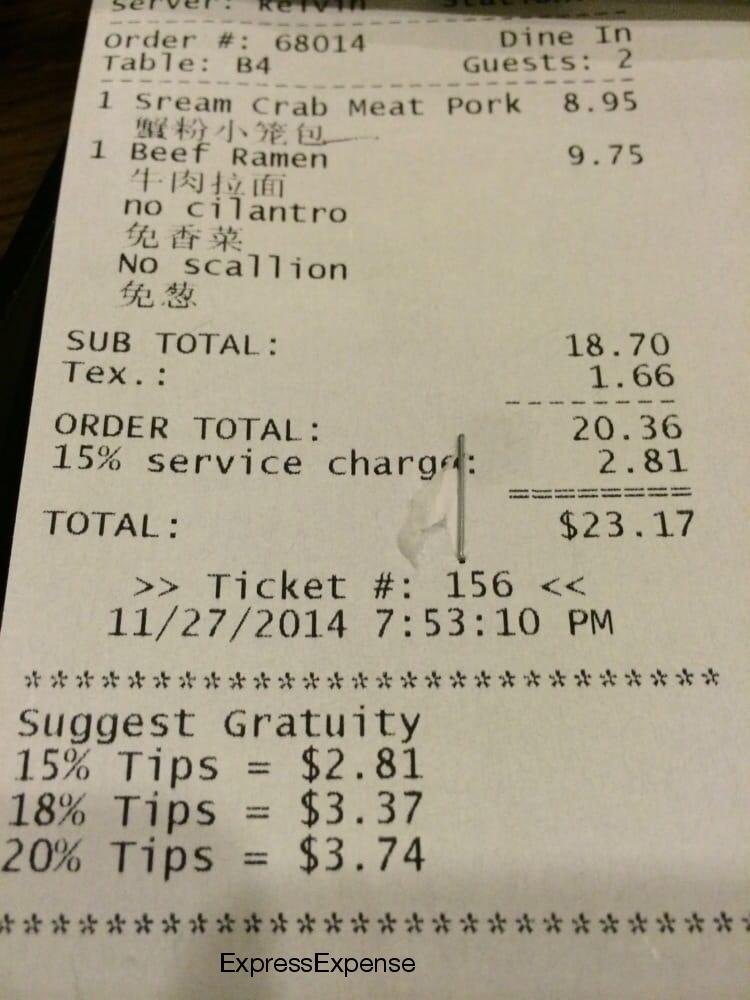 Server: Kelvin Station:
Order #: 68014 Dine In
Table: B4 Guests: 2
1 Sream Crab Meat Pork 8.95
蟹粉小笼包
1 Beef Ramen 9.75
牛肉拉面
no cilantro
免香菜
No scallion
免葱
SUB TOTAL: 18.70
Tex.: 1.66
ORDER TOTAL: 20.36
15% service charge: 2.81
TOTAL: $23.17
>> Ticket #: 156 <<
11/27/2014 7:53:10 PM
Suggest Gratuity
15% Tips = $2.81
18% Tips = $3.37
20% Tips = $3.74
ExpressExpense